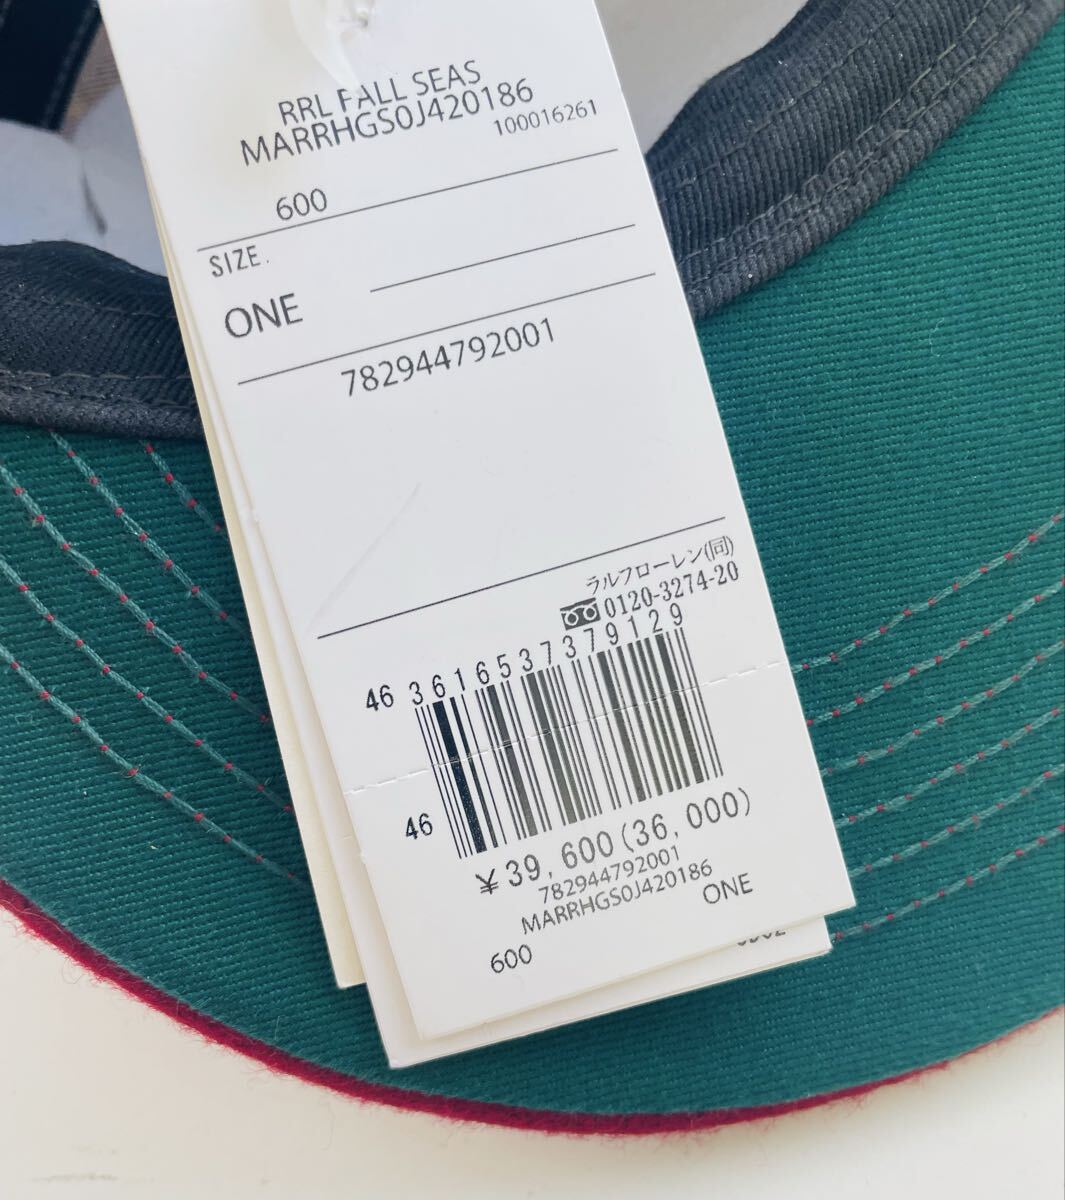 RRL FALL SEAS
MARRHGS0J420186
100016261
600
SIZE.
ONE
782944792001
ラルフローレン(同)
0120-3274-20
46 3616537379129
46
¥39,600(36,000)
782944792001
MARRHGS0J420186
600 ONE